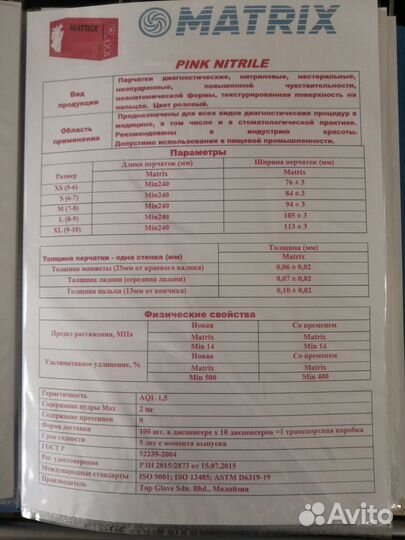 MATRIX
MATRIX
PINK NITRILE
Вид продукции
Перчатки диагностические, нитриловые, нестерильные,
неопудренные, повышенной чувствительности,
неанатомической формы, текстурированная поверхность на
пальцах. Цвет розовый.
Область применения
Предназначены для всех видов диагностических процедур в
медицине, в том числе и в стоматологической практике.
Рекомендованы в индустрию красоты.
Допустимо использование в пищевой промышленности.
Параметры
Размер Длина перчаток (мм) Ширина перчаток (мм)
Matrix Matrix
XS (5-6) Min240 76 ± 3
S (6-7) Min240 84 ± 3
M (7-8) Min240 94 ± 3
L (8-9) Min240 105 ± 3
XL (9-10) Min240 113 ± 3
Толщина перчатки - одна стенка (мм) Толщина (мм)
Matrix
Толщина манжеты (25мм от краевого валика) 0,06 ± 0,02
Толщина ладони (середина ладони) 0,07 ± 0,02
Толщина пальца (13мм от кончика) 0,10 ± 0,02
Физические свойства
Предел растяжения, МПа Новая Со временем
Matrix Matrix
Min 14 Min 14
Ультимативное удлинение, % Новая Со временем
Matrix Matrix
Min 500 Min 400
Герметичность AQL 1,5
Содержание пудры Max 2 мг
Содержание протеинов 0
Форма доставки 100 шт. в диспенсере х 10 диспенсеров =1 транспортная коробка
Срок годности 5 лет с момента выпуска
ГОСТ Р 52239-2004
Рег. удостоверение РЗН 2015/2873 от 15.07.2015
Международные стандарты ISO 9001; ISO 13485; ASTM D6319-19
Производитель Top Glove Sdn. Bhd., Малайзия
Avito